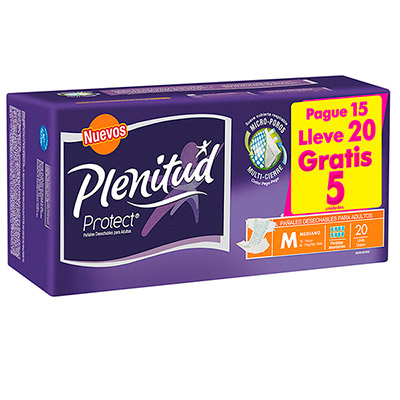 Nuevos
Plenitud
Protect®
Pañales Desechables para Adultos
MICRO-POROS
MULTI-CIERRE
Pague 15
Lleve 20
Gratis
5
unidades
PAÑALES DESECHABLES PARA ADULTOS
M MEDIANO
20